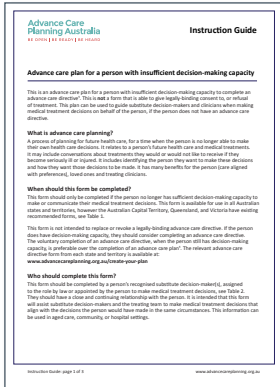 Advance Care
Planning Australia
BE OPEN | BE READY | BE HEARD
Instruction Guide
Advance care plan for a person with insufficient decision-making capacity
This is an advance care plan for a person with insufficient decision-making capacity to complete an
advance care directive¹. This is not a form that is able to give legally-binding consent to, or refusal
of treatment. This plan can be used to guide substitute decision-makers and clinicians when making
medical treatment decisions on behalf of the person, if the person does not have an advance care
directive.
What is advance care planning?
A process of planning for future health care, for a time when the person is no longer able to make
their own health care decisions. It relates to a person's future health care and medical treatments.
It may include conversations about treatments they would or would not like to receive if they
become seriously ill or injured. It includes identifying the person they want to make these decisions
and how they want those decisions to be made. It has many benefits for the person (care aligned
with preferences), loved ones and treating clinicians.
When should this form be completed?
This form should only be completed if the person no longer has sufficient decision-making capacity to
make or communicate their medical treatment decisions. This form is available for use in all Australian
states and territories, however the Australian Capital Territory, Queensland, and Victoria have existing
recommended forms, see Table 1.
This form is not intended to replace or revoke a legally-binding advance care directive. If the person
does have decision-making capacity, they should consider completing an advance care directive.
The voluntary completion of an advance care directive, when the person still has decision-making
capacity, is preferable over the completion of an advance care plan². The relevant advance care
directive form from each state and territory is available at:
www.advancecareplanning.org.au/create-your-plan
Who should complete this form?
This form should be completed by a person's recognised substitute decision-maker(s), assigned
to the role by law or appointed by the person to make medical treatment decisions, see Table 2.
They should have a close and continuing relationship with the person. It is intended that this form
will assist substitute decision-makers and the treating team to make medical treatment decisions that
align with the decisions the person would have made in the same circumstances. This information can
be used in aged care, community, or hospital settings.
Instruction Guide - page 1 of 3
www.advancecareplanning.org.au